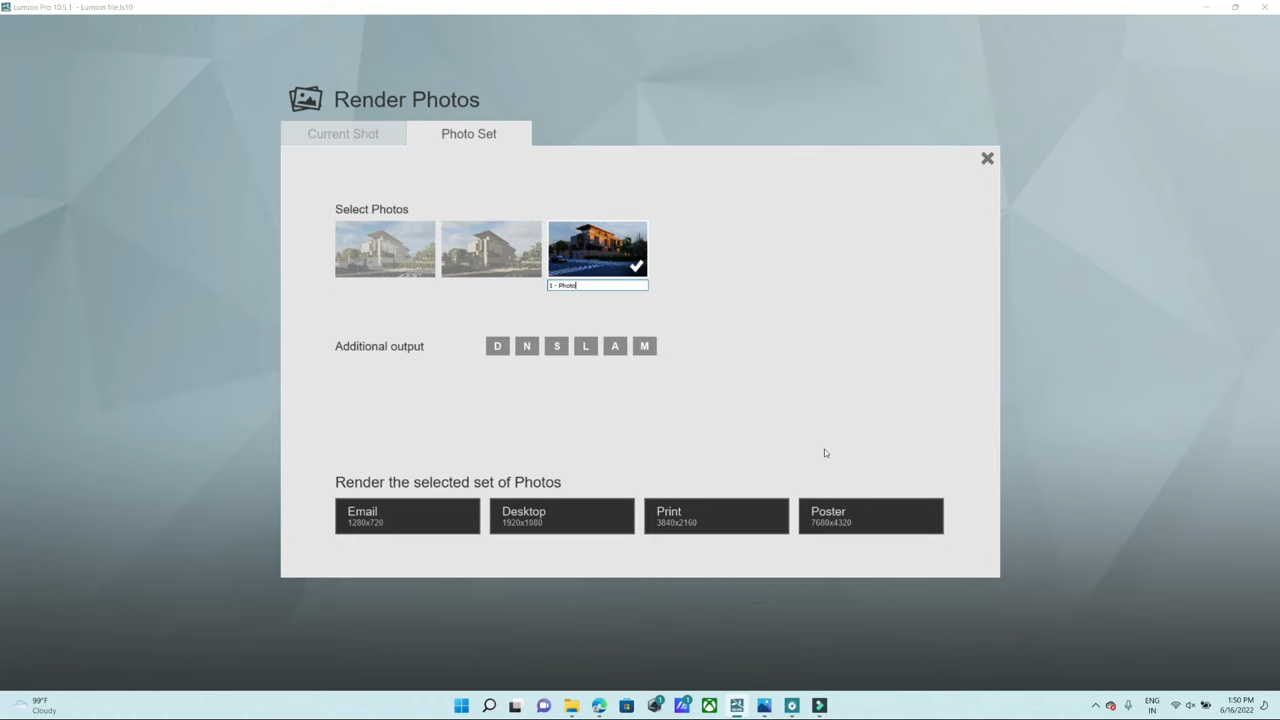 Lumion Pro 10.5.1 - Lumion file.ls10
Render Photos
Current Shot
Photo Set
Select Photos
1 - Photo
Additional output
D N S L A M
Render the selected set of Photos
Email
1280x720
Desktop
1920x1080
Print
3840x2160
Poster
7680x4320
99°F
Cloudy
ENG
IN
1:50 PM
6/16/2022